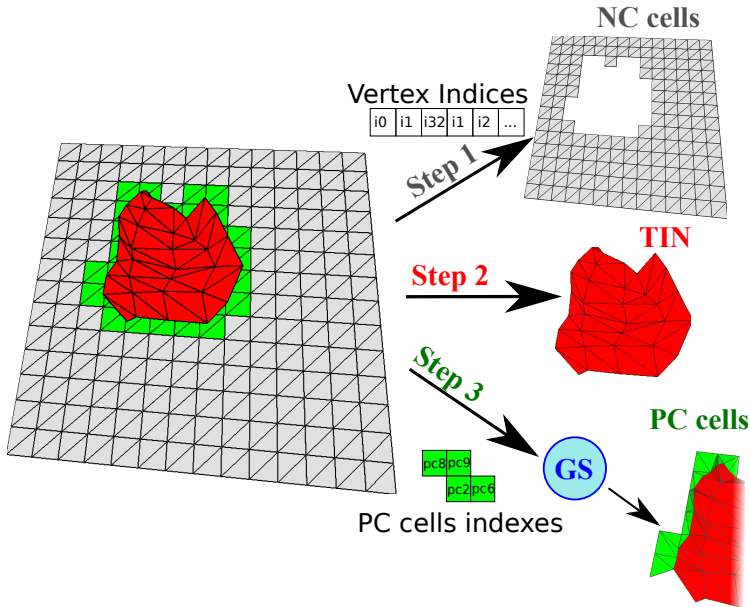 NC cells
Vertex Indices
i0 i1 i32 i1 i2 ...
Step 1
TIN
Step 2
Step 3
PC cells
GS
pc8 pc9
pc2 pc6
PC cells indexes